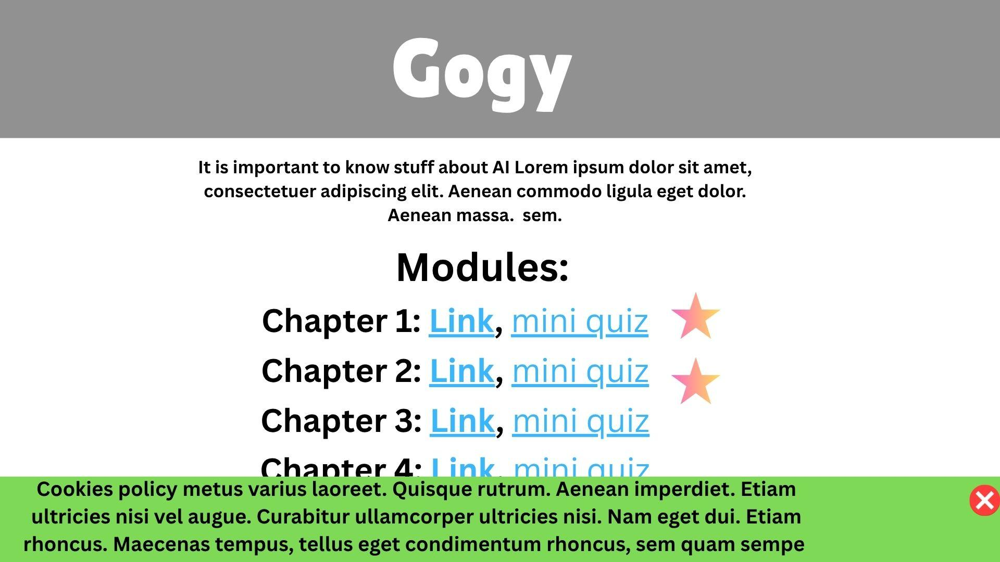 Gogy
It is important to know stuff about AI Lorem ipsum dolor sit amet,
consectetuer adipiscing elit. Aenean commodo ligula eget dolor.
Aenean massa.  sem.
Modules:
Chapter 1: Link, mini quiz
Chapter 2: Link, mini quiz
Chapter 3: Link, mini quiz
Chapter 4: Link, mini quiz
Cookies policy metus varius laoreet. Quisque rutrum. Aenean imperdiet. Etiam
ultricies nisi vel augue. Curabitur ullamcorper ultricies nisi. Nam eget dui. Etiam
rhoncus. Maecenas tempus, tellus eget condimentum rhoncus, sem quam sempe